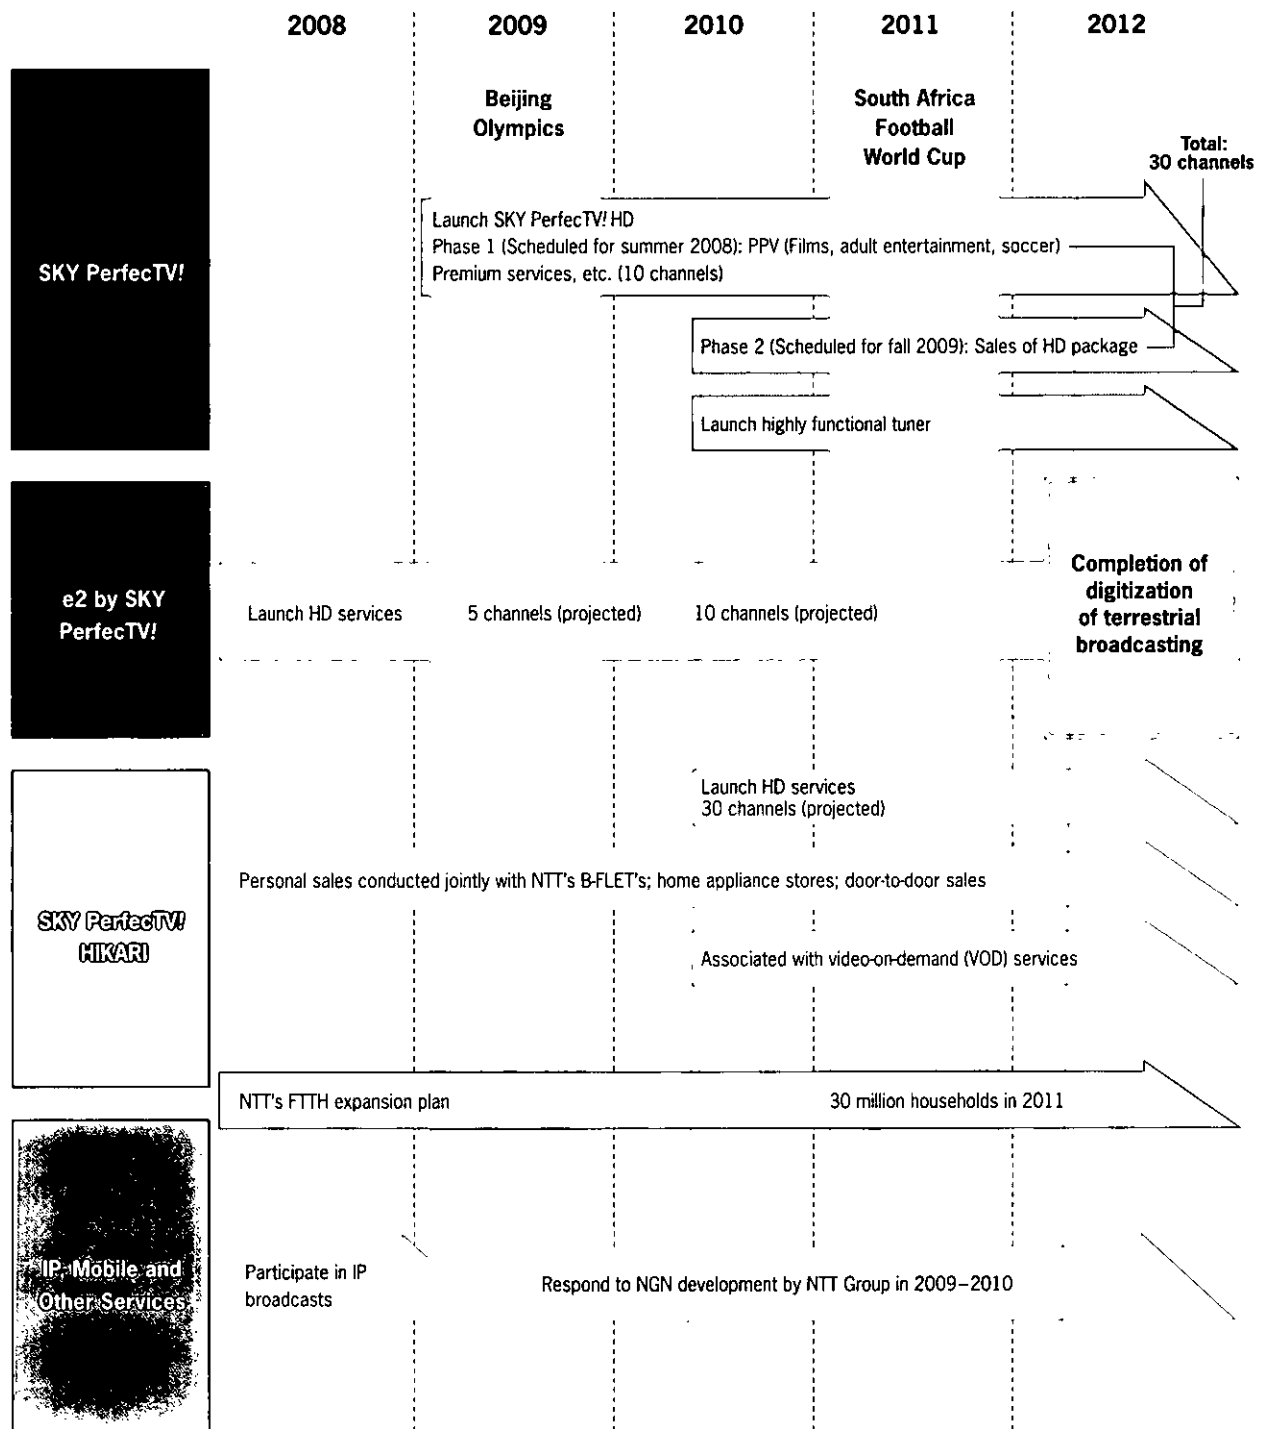 2008 2009 2010 2011 2012
Beijing
Olympics
South Africa
Football
World Cup
Total:
30 channels
SKY PerfecTV!
Launch SKY PerfecTV! HD
Phase 1 (Scheduled for summer 2008): PPV (Films, adult entertainment, soccer)
Premium services, etc. (10 channels)
Phase 2 (Scheduled for fall 2009): Sales of HD package
Launch highly functional tuner
e2 by SKY
PerfecTV!
Launch HD services
5 channels (projected)
10 channels (projected)
Completion of
digitization
of terrestrial
broadcasting
SKY PerfecTV!
HIKARI
Launch HD services
30 channels (projected)
Personal sales conducted jointly with NTT's B-FLET's; home appliance stores; door-to-door sales
Associated with video-on-demand (VOD) services
NTT's FTTH expansion plan
30 million households in 2011
IP, Mobile and
Other Services
Participate in IP
broadcasts
Respond to NGN development by NTT Group in 2009–2010